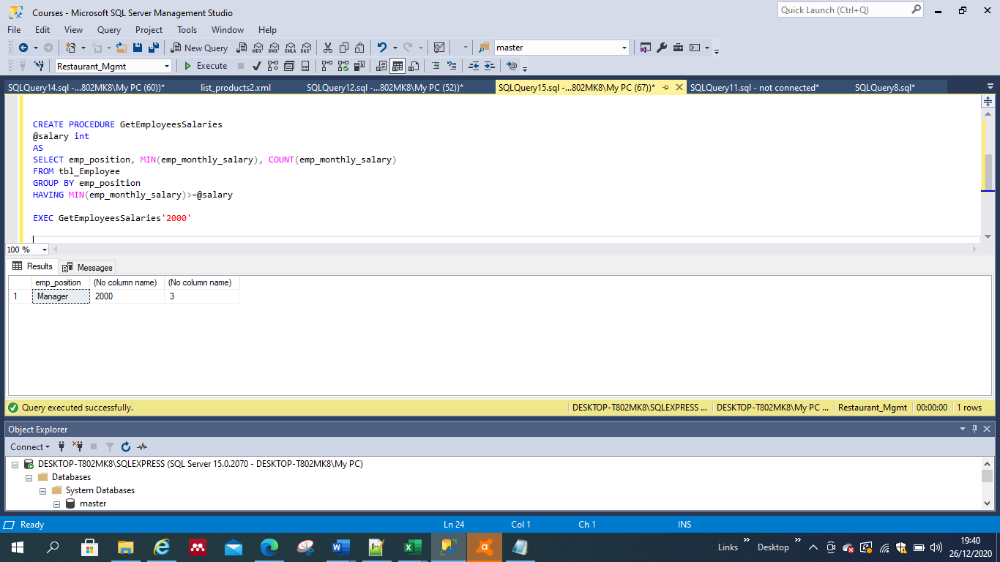 Courses - Microsoft SQL Server Management Studio
Quick Launch (Ctrl+Q)
File Edit View Query Project Tools Window Help
New Query MDX DMX XMLA DAX master
Restaurant_Mgmt Execute
SQLQuery14.sql -...802MK8\My PC (60))* list_products2.xml SQLQuery12.sql -...802MK8\My PC (52))* SQLQuery15.sql -...802MK8\My PC (67))* SQLQuery11.sql - not connected* SQLQuery8.sql*
CREATE PROCEDURE GetEmployeesSalaries
@salary int
AS
SELECT emp_position, MIN(emp_monthly_salary), COUNT(emp_monthly_salary)
FROM tbl_Employee
GROUP BY emp_position
HAVING MIN(emp_monthly_salary)>=@salary
EXEC GetEmployeesSalaries'2000'
100 %
Results Messages
emp_position (No column name) (No column name)
1 Manager 2000 3
Query executed successfully. DESKTOP-T802MK8\SQLEXPRESS ... DESKTOP-T802MK8\My PC ... Restaurant_Mgmt 00:00:00 1 rows
Object Explorer
Connect
DESKTOP-T802MK8\SQLEXPRESS (SQL Server 15.0.2070 - DESKTOP-T802MK8\My PC)
Databases
System Databases
master
Ready Ln 24 Col 1 Ch 1 INS
Links Desktop
19:40
26/12/2020